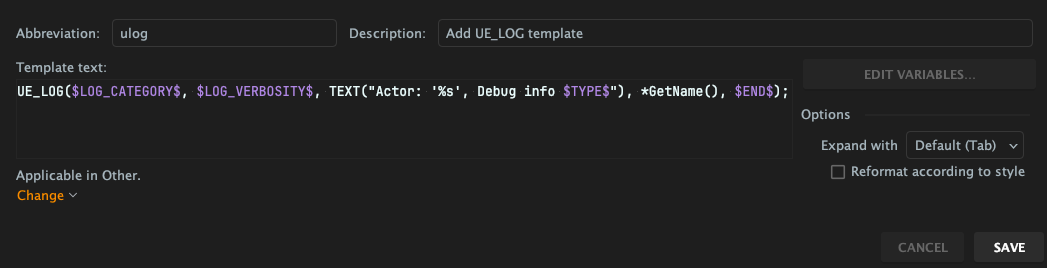 Abbreviation: ulog Description: Add UE_LOG template
Template text:
EDIT VARIABLES...
UE_LOG($LOG_CATEGORY$, $LOG_VERBOSITY$, TEXT("Actor: '%s', Debug info $TYPE$"), *GetName(), $END$);
Options
Expand with Default (Tab)
Reformat according to style
Applicable in Other.
Change
CANCEL SAVE